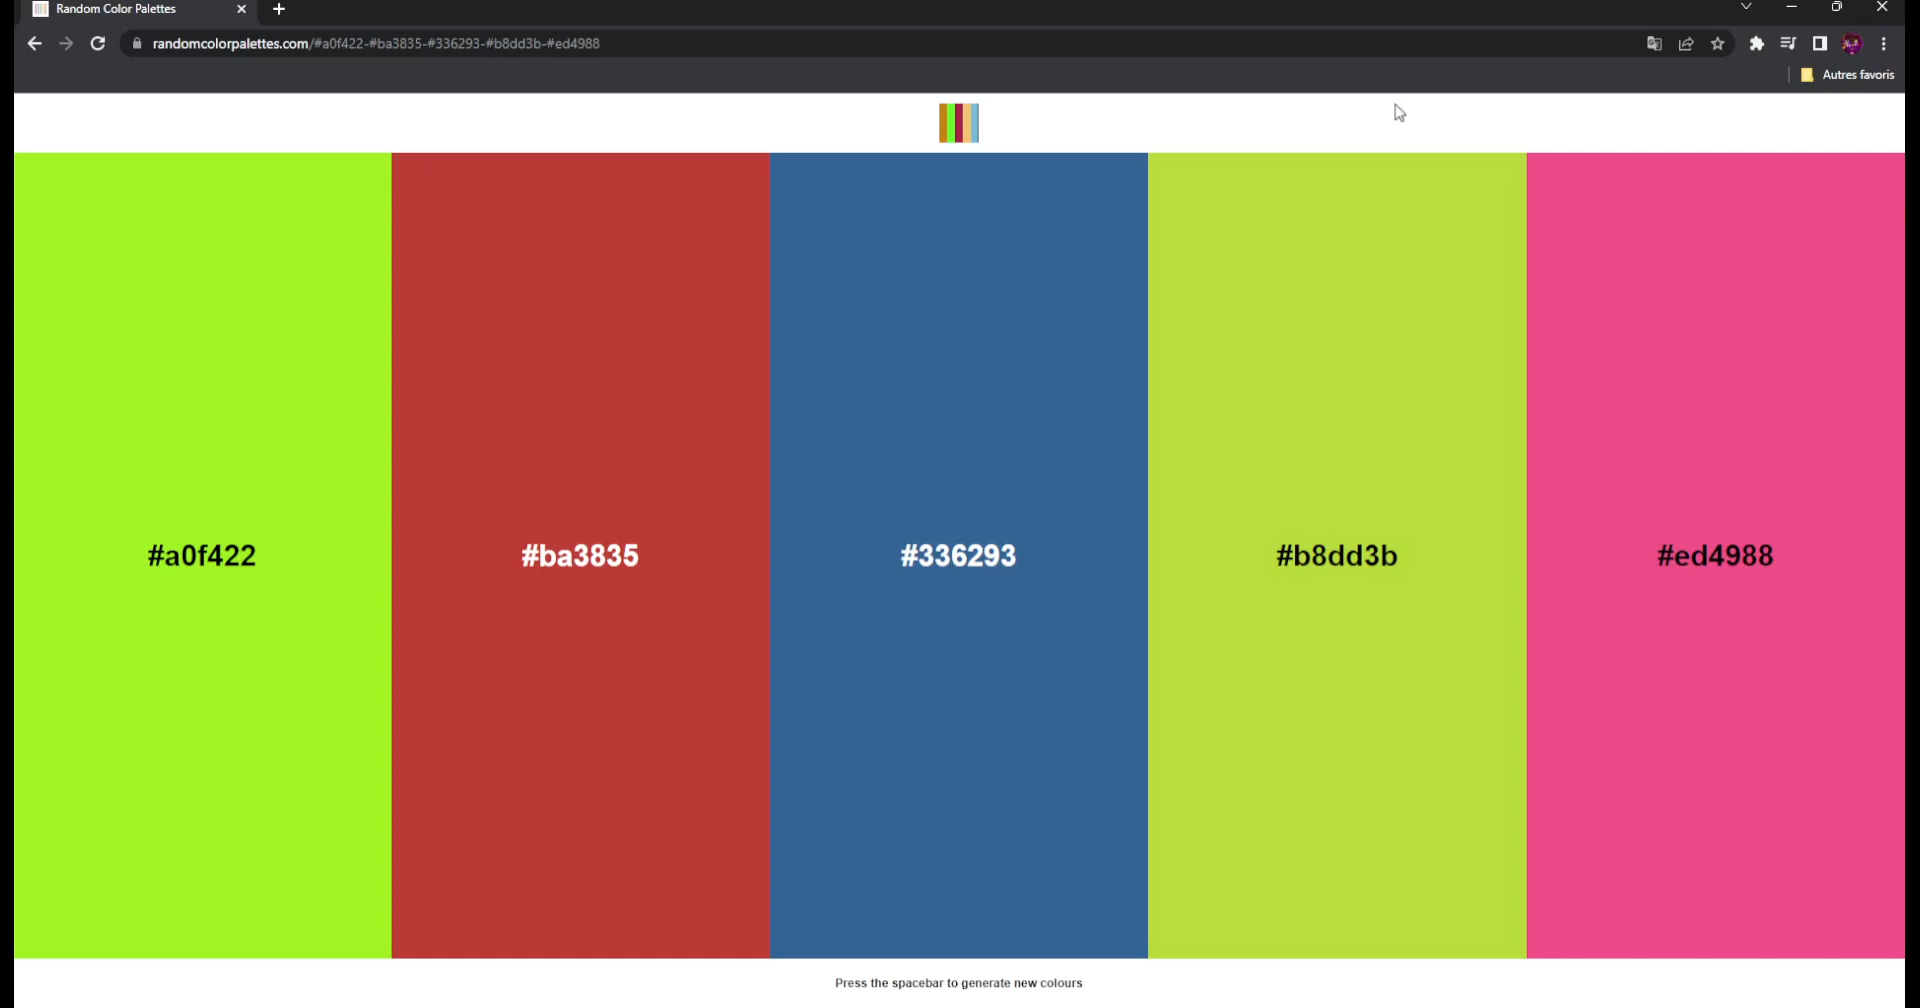 Random Color Palettes
randomcolorpalettes.com/#a0f422-#ba3835-#336293-#b8dd3b-#ed4988
Autres favoris
#a0f422
#ba3835
#336293
#b8dd3b
#ed4988
Press the spacebar to generate new colours